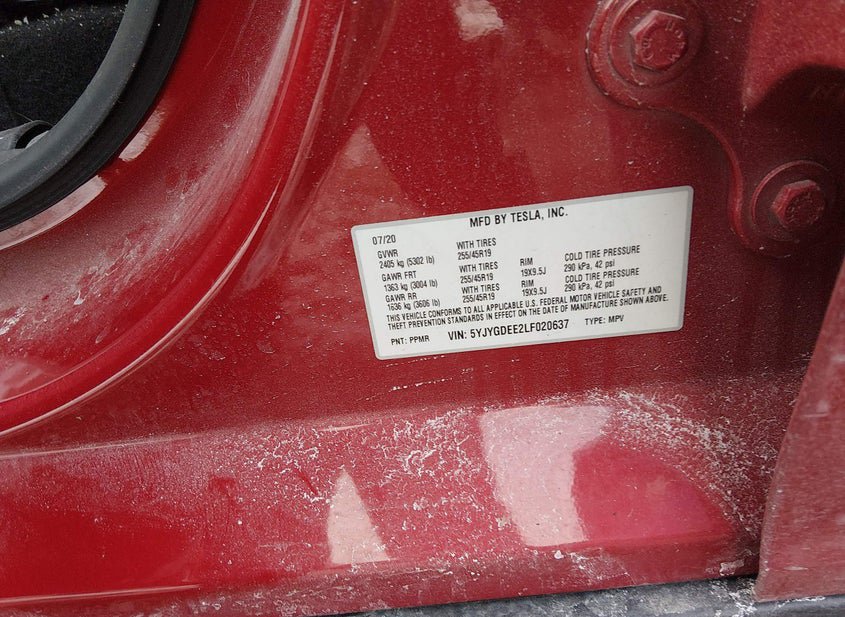 MFD BY TESLA, INC.
07/20
GVWR WITH TIRES
2405 kg (5302 lb) 255/45R19 RIM COLD TIRE PRESSURE
GAWR FRT WITH TIRES 19X9.5J 290 kPa, 42 psi
1363 kg (3004 lb) 255/45R19 RIM COLD TIRE PRESSURE
GAWR RR WITH TIRES 19X9.5J 290 kPa, 42 psi
1636 kg (3606 lb) 255/45R19
THIS VEHICLE CONFORMS TO ALL APPLICABLE U.S. FEDERAL MOTOR VEHICLE SAFETY AND
THEFT PREVENTION STANDARDS IN EFFECT ON THE DATE OF MANUFACTURE SHOWN ABOVE.
PNT: PPMR VIN: 5YJYGDEE2LF020637 TYPE: MPV